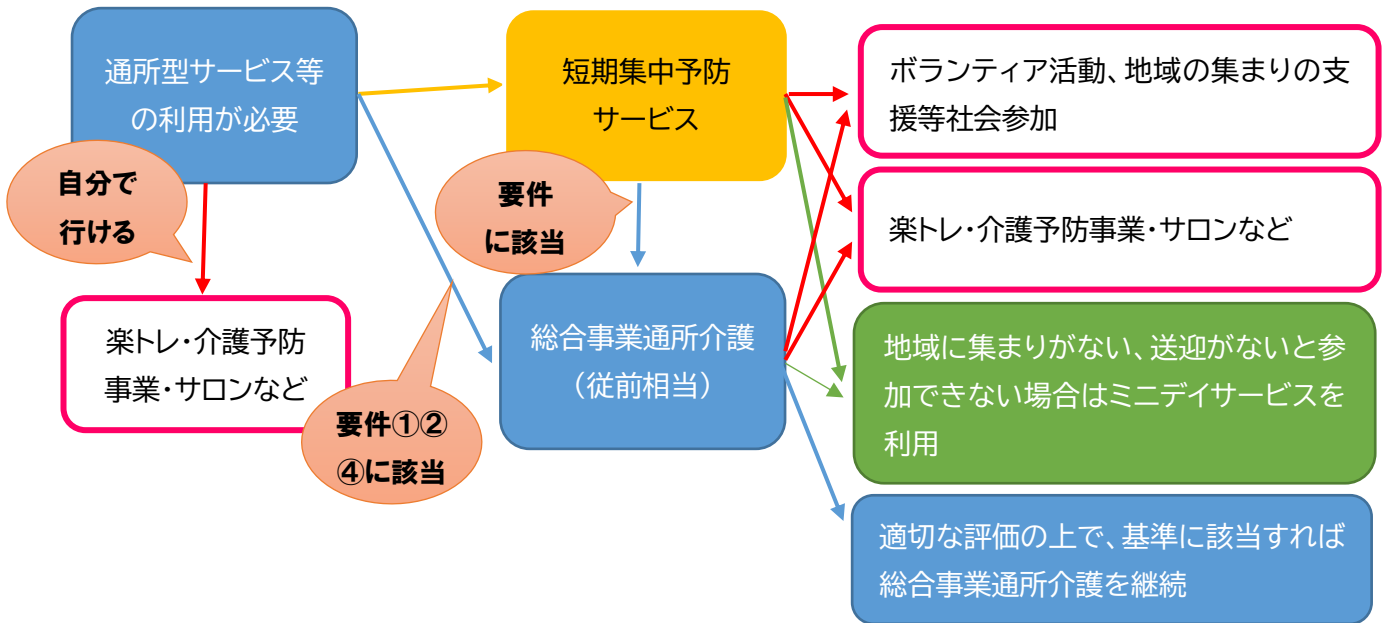 通所型サービス等
の利用が必要
自分で
行ける
楽トレ・介護予防
事業・サロンなど
短期集中予防
サービス
要件
に該当
総合事業通所介護
（従前相当）
要件①②
④に該当
ボランティア活動、地域の集まりの支
援等社会参加
楽トレ・介護予防事業・サロンなど
地域に集まりがない、送迎がないと参
加できない場合はミニデイサービスを
利用
適切な評価の上で、基準に該当すれば
総合事業通所介護を継続